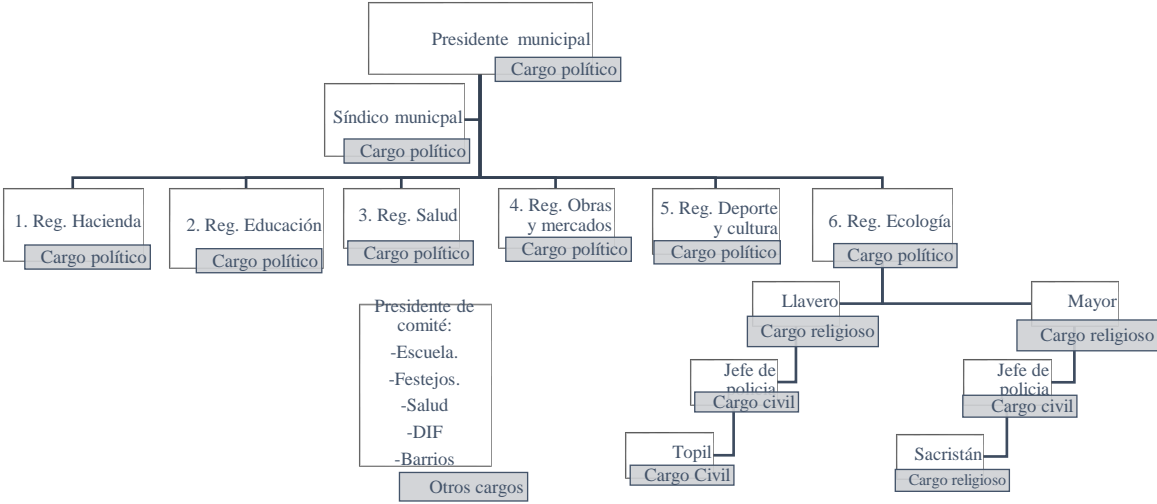 Presidente municipal
Cargo político
Síndico municpal
Cargo político
1. Reg. Hacienda
Cargo político
2. Reg. Educación
Cargo político
3. Reg. Salud
Cargo político
4. Reg. Obras
y mercados
Cargo político
5. Reg. Deporte
y cultura
Cargo político
6. Reg. Ecología
Cargo político
Presidente de
comité:
-Escuela.
-Festejos.
-Salud
-DIF
-Barrios
Otros cargos
Llavero
Cargo religioso
Jefe de
policia
Cargo civil
Topil
Cargo Civil
Mayor
Cargo religioso
Jefe de
policia
Cargo civil
Sacristán
Cargo religioso